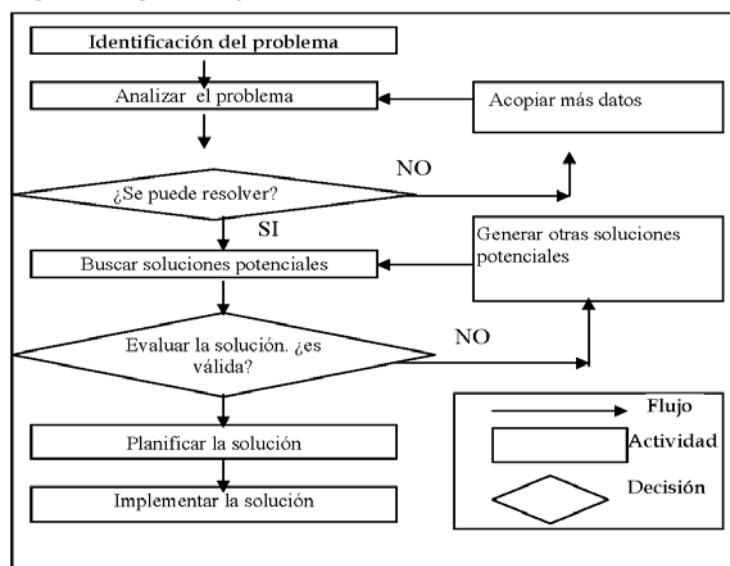 Identificación del problema
Analizar el problema
Acopiar más datos
NO
¿Se puede resolver?
SI
Generar otras soluciones
potenciales
Buscar soluciones potenciales
Evaluar la solución. ¿es
válida?
NO
Flujo
Actividad
Planificar la solución
Decisión
Implementar la solución